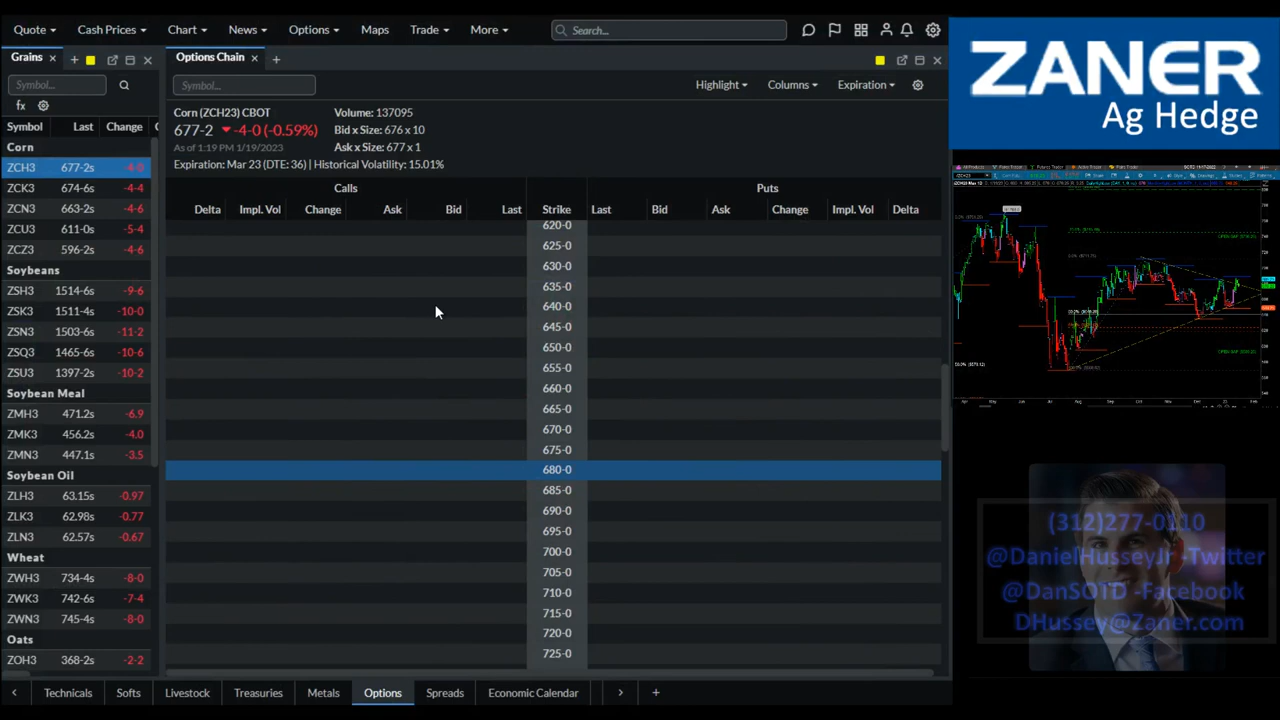 Quote Cash Prices Chart News Options Maps Trade More Search...
Grains
Options Chain
Symbol...
Symbol...
Highlight Columns Expiration
fx
Symbol Last Change
Corn
ZCH3 677-2s -4-0
ZCK3 674-6s -4-4
ZCN3 663-2s -4-6
ZCU3 611-0s -5-4
ZCZ3 596-2s -4-6
Soybeans
ZSH3 1514-6s -9-6
ZSK3 1511-4s -10-0
ZSN3 1503-6s -11-2
ZSQ3 1465-6s -10-6
ZSU3 1397-2s -10-2
Soybean Meal
ZMH3 471.2s -6.9
ZMK3 456.2s -4.0
ZMN3 447.1s -3.5
Soybean Oil
ZLH3 63.15s -0.97
ZLK3 62.98s -0.77
ZLN3 62.57s -0.67
Wheat
ZWH3 734-4s -8-0
ZWK3 742-6s -7-4
ZWN3 745-4s -8-0
Oats
ZOH3 368-2s -2-2
Corn (ZCH23) CBOT
677-2 -4-0 (-0.59%)
As of 1:19 PM 1/19/2023
Volume: 137095
Bid x Size: 676 x 10
Ask x Size: 677 x 1
Expiration: Mar 23 (DTE: 36) | Historical Volatility: 15.01%
Calls Puts
Delta Impl. Vol Change Ask Bid Last Strike Last Bid Ask Change Impl. Vol Delta
620-0
625-0
630-0
635-0
640-0
645-0
650-0
655-0
660-0
665-0
670-0
675-0
680-0
685-0
690-0
695-0
700-0
705-0
710-0
715-0
720-0
725-0
Technicals Softs Livestock Treasuries Metals Options Spreads Economic Calendar
ZANER
Ag Hedge
(312)277-0110
@DanielHusseyJr -Twitter
@DanSOTD -Facebook
DHussey@Zaner.com